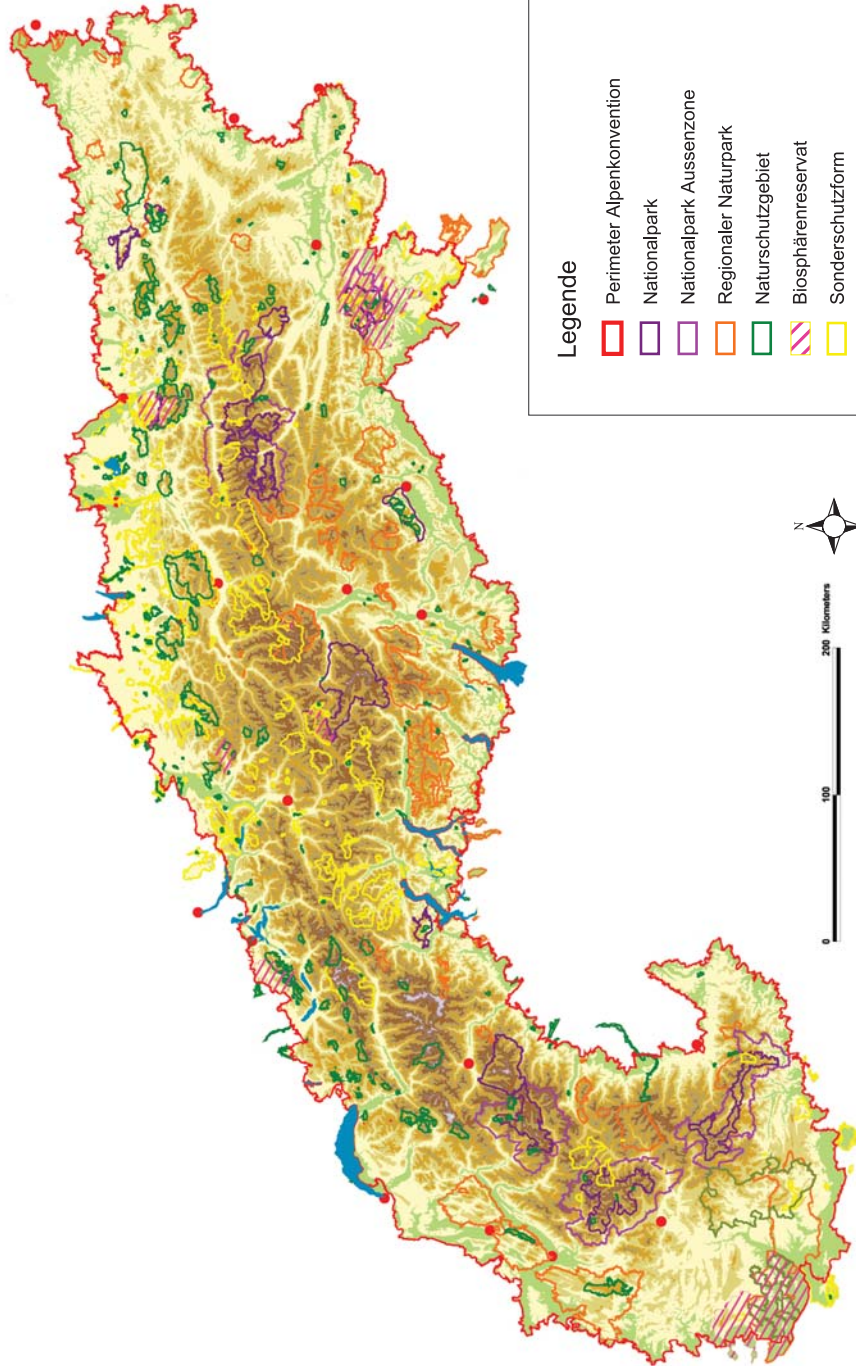 Legende
Perimeter Alpenkonvention
Nationalpark
Nationalpark Aussenzone
Regionaler Naturpark
Naturschutzgebiet
Biosphärenreservat
Sonderschutzform
N
0 100 200 Kilometers